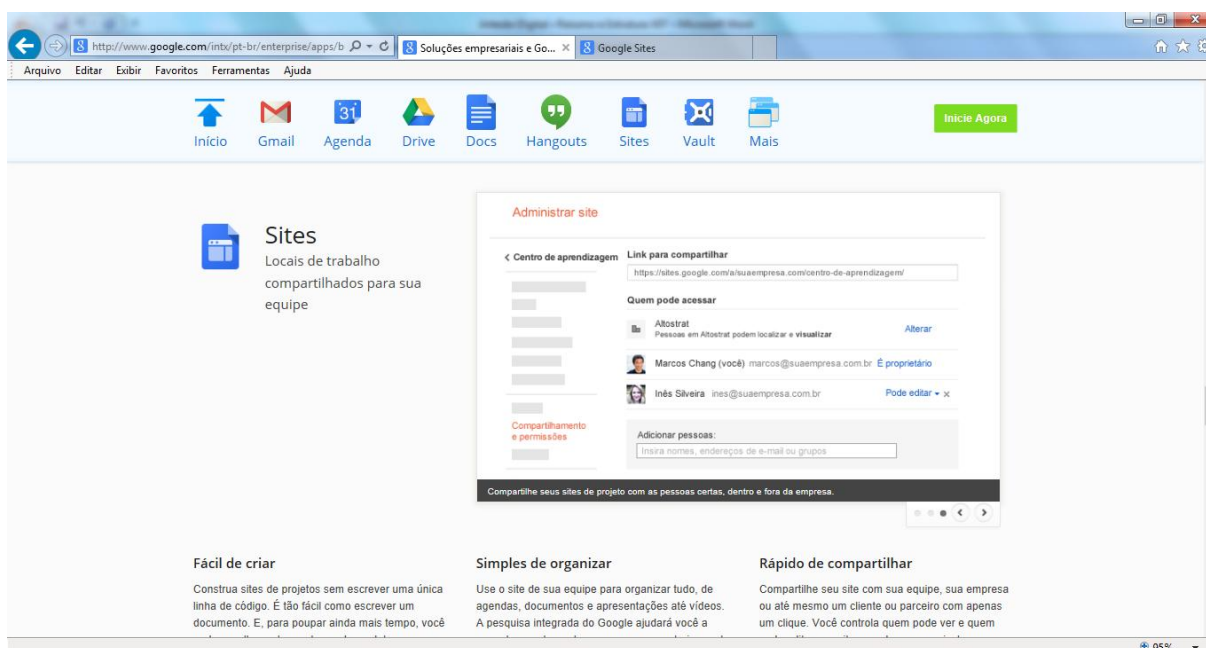 http://www.google.com/intx/pt-br/enterprise/apps/b
Soluções empresariais e Go...
Google Sites
Arquivo Editar Exibir Favoritos Ferramentas Ajuda
Início Gmail Agenda Drive Docs Hangouts Sites Vault Mais
Inicie Agora
Sites
Locais de trabalho
compartilhados para sua
equipe
Administrar site
Centro de aprendizagem
Compartilhamento
e permissões
Link para compartilhar
https://sites.google.com/a/suaempresa.com/centro-de-aprendizagem/
Quem pode acessar
Altostrat
Pessoas em Altostrat podem localizar e visualizar
Alterar
Marcos Chang (você) marcos@suaempresa.com.br É proprietário
Inês Silveira ines@suaempresa.com.br Pode editar
Adicionar pessoas:
Insira nomes, endereços de e-mail ou grupos
Compartilhe seus sites de projeto com as pessoas certas, dentro e fora da empresa.
Fácil de criar
Construa sites de projetos sem escrever uma única
linha de código. É tão fácil como escrever um
documento. E, para poupar ainda mais tempo, você
Simples de organizar
Use o site de sua equipe para organizar tudo, de
agendas, documentos e apresentações até vídeos.
A pesquisa integrada do Google ajudará você a
Rápido de compartilhar
Compartilhe seu site com sua equipe, sua empresa
ou até mesmo um cliente ou parceiro com apenas
um clique. Você controla quem pode ver e quem
95%